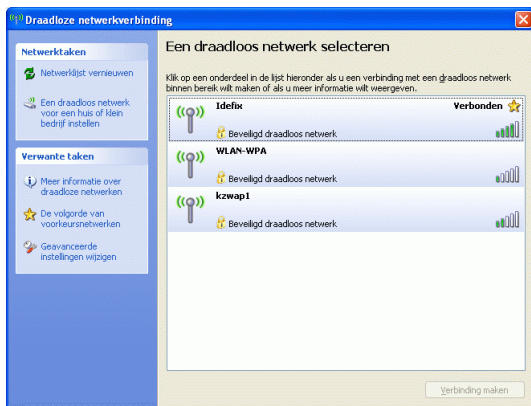 Draadloze netwerkverbinding
Netwerktaken
Netwerklijst vernieuwen
Een draadloos netwerk
voor een huis of klein
bedrijf instellen
Verwante taken
Meer informatie over
draadloze netwerken
De volgorde van
voorkeursnetwerken
Geavanceerde
instellingen wijzigen
Een draadloos netwerk selecteren
Klik op een onderdeel in de lijst hieronder als u een verbinding met een draadloos netwerk
binnen bereik wilt maken of als u meer informatie wilt weergeven.
Idefix Verbonden
Beveiligd draadloos netwerk
WLAN-WPA
Beveiligd draadloos netwerk
kzwap1
Beveiligd draadloos netwerk
Verbinding maken